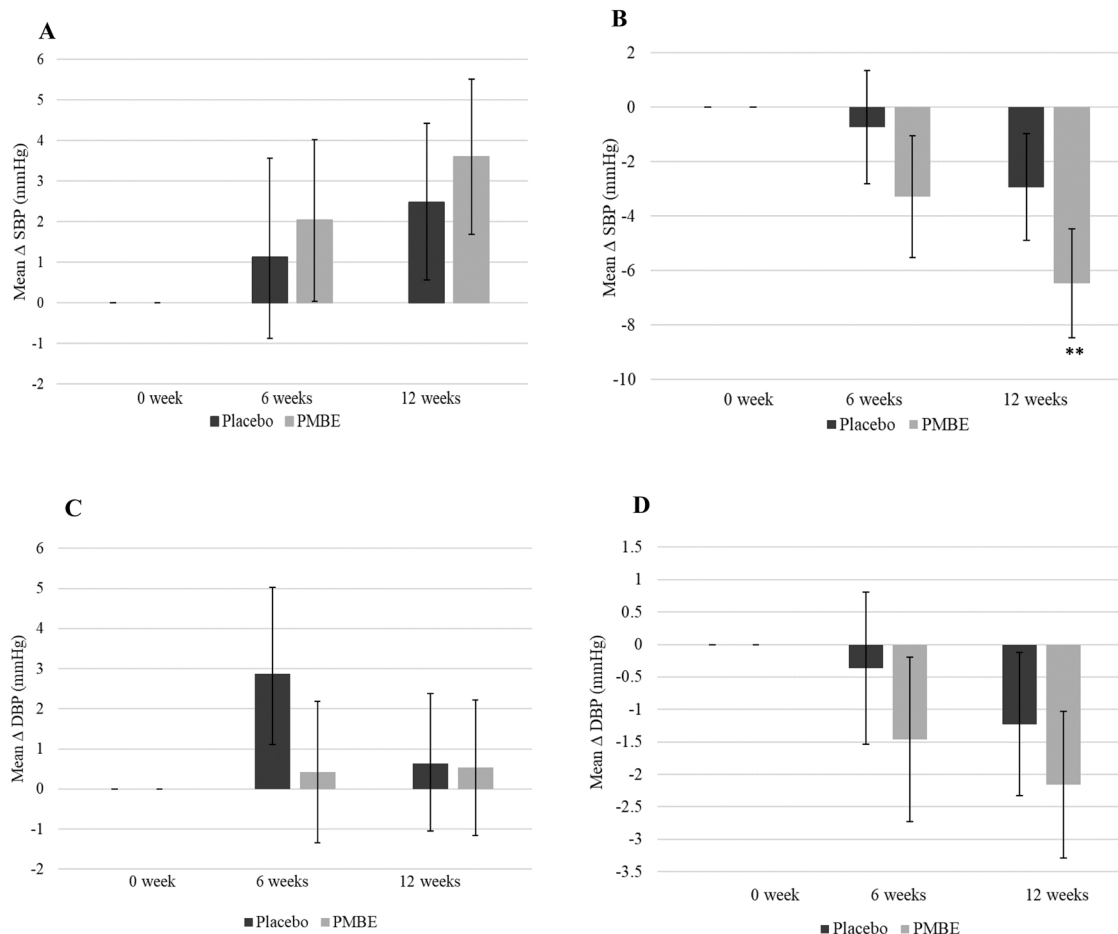 A
6
5
4
3
2
1
0
-1
-2
Mean Δ SBP (mmHg)
0 week 6 weeks 12 weeks
Placebo PMBE
B
2
0
-2
-4
-6
-8
-10
Mean Δ SBP (mmHg)
**
0 week 6 weeks 12 weeks
Placebo PMBE
C
6
5
4
3
2
1
0
-1
-2
Mean Δ DBP (mmHg)
0 week 6 weeks 12 weeks
Placebo PMBE
D
1.5
1
0.5
0
-0.5
-1
-1.5
-2
-2.5
-3
-3.5
Mean Δ DBP (mmHg)
0 week 6 weeks 12 weeks
Placebo PMBE